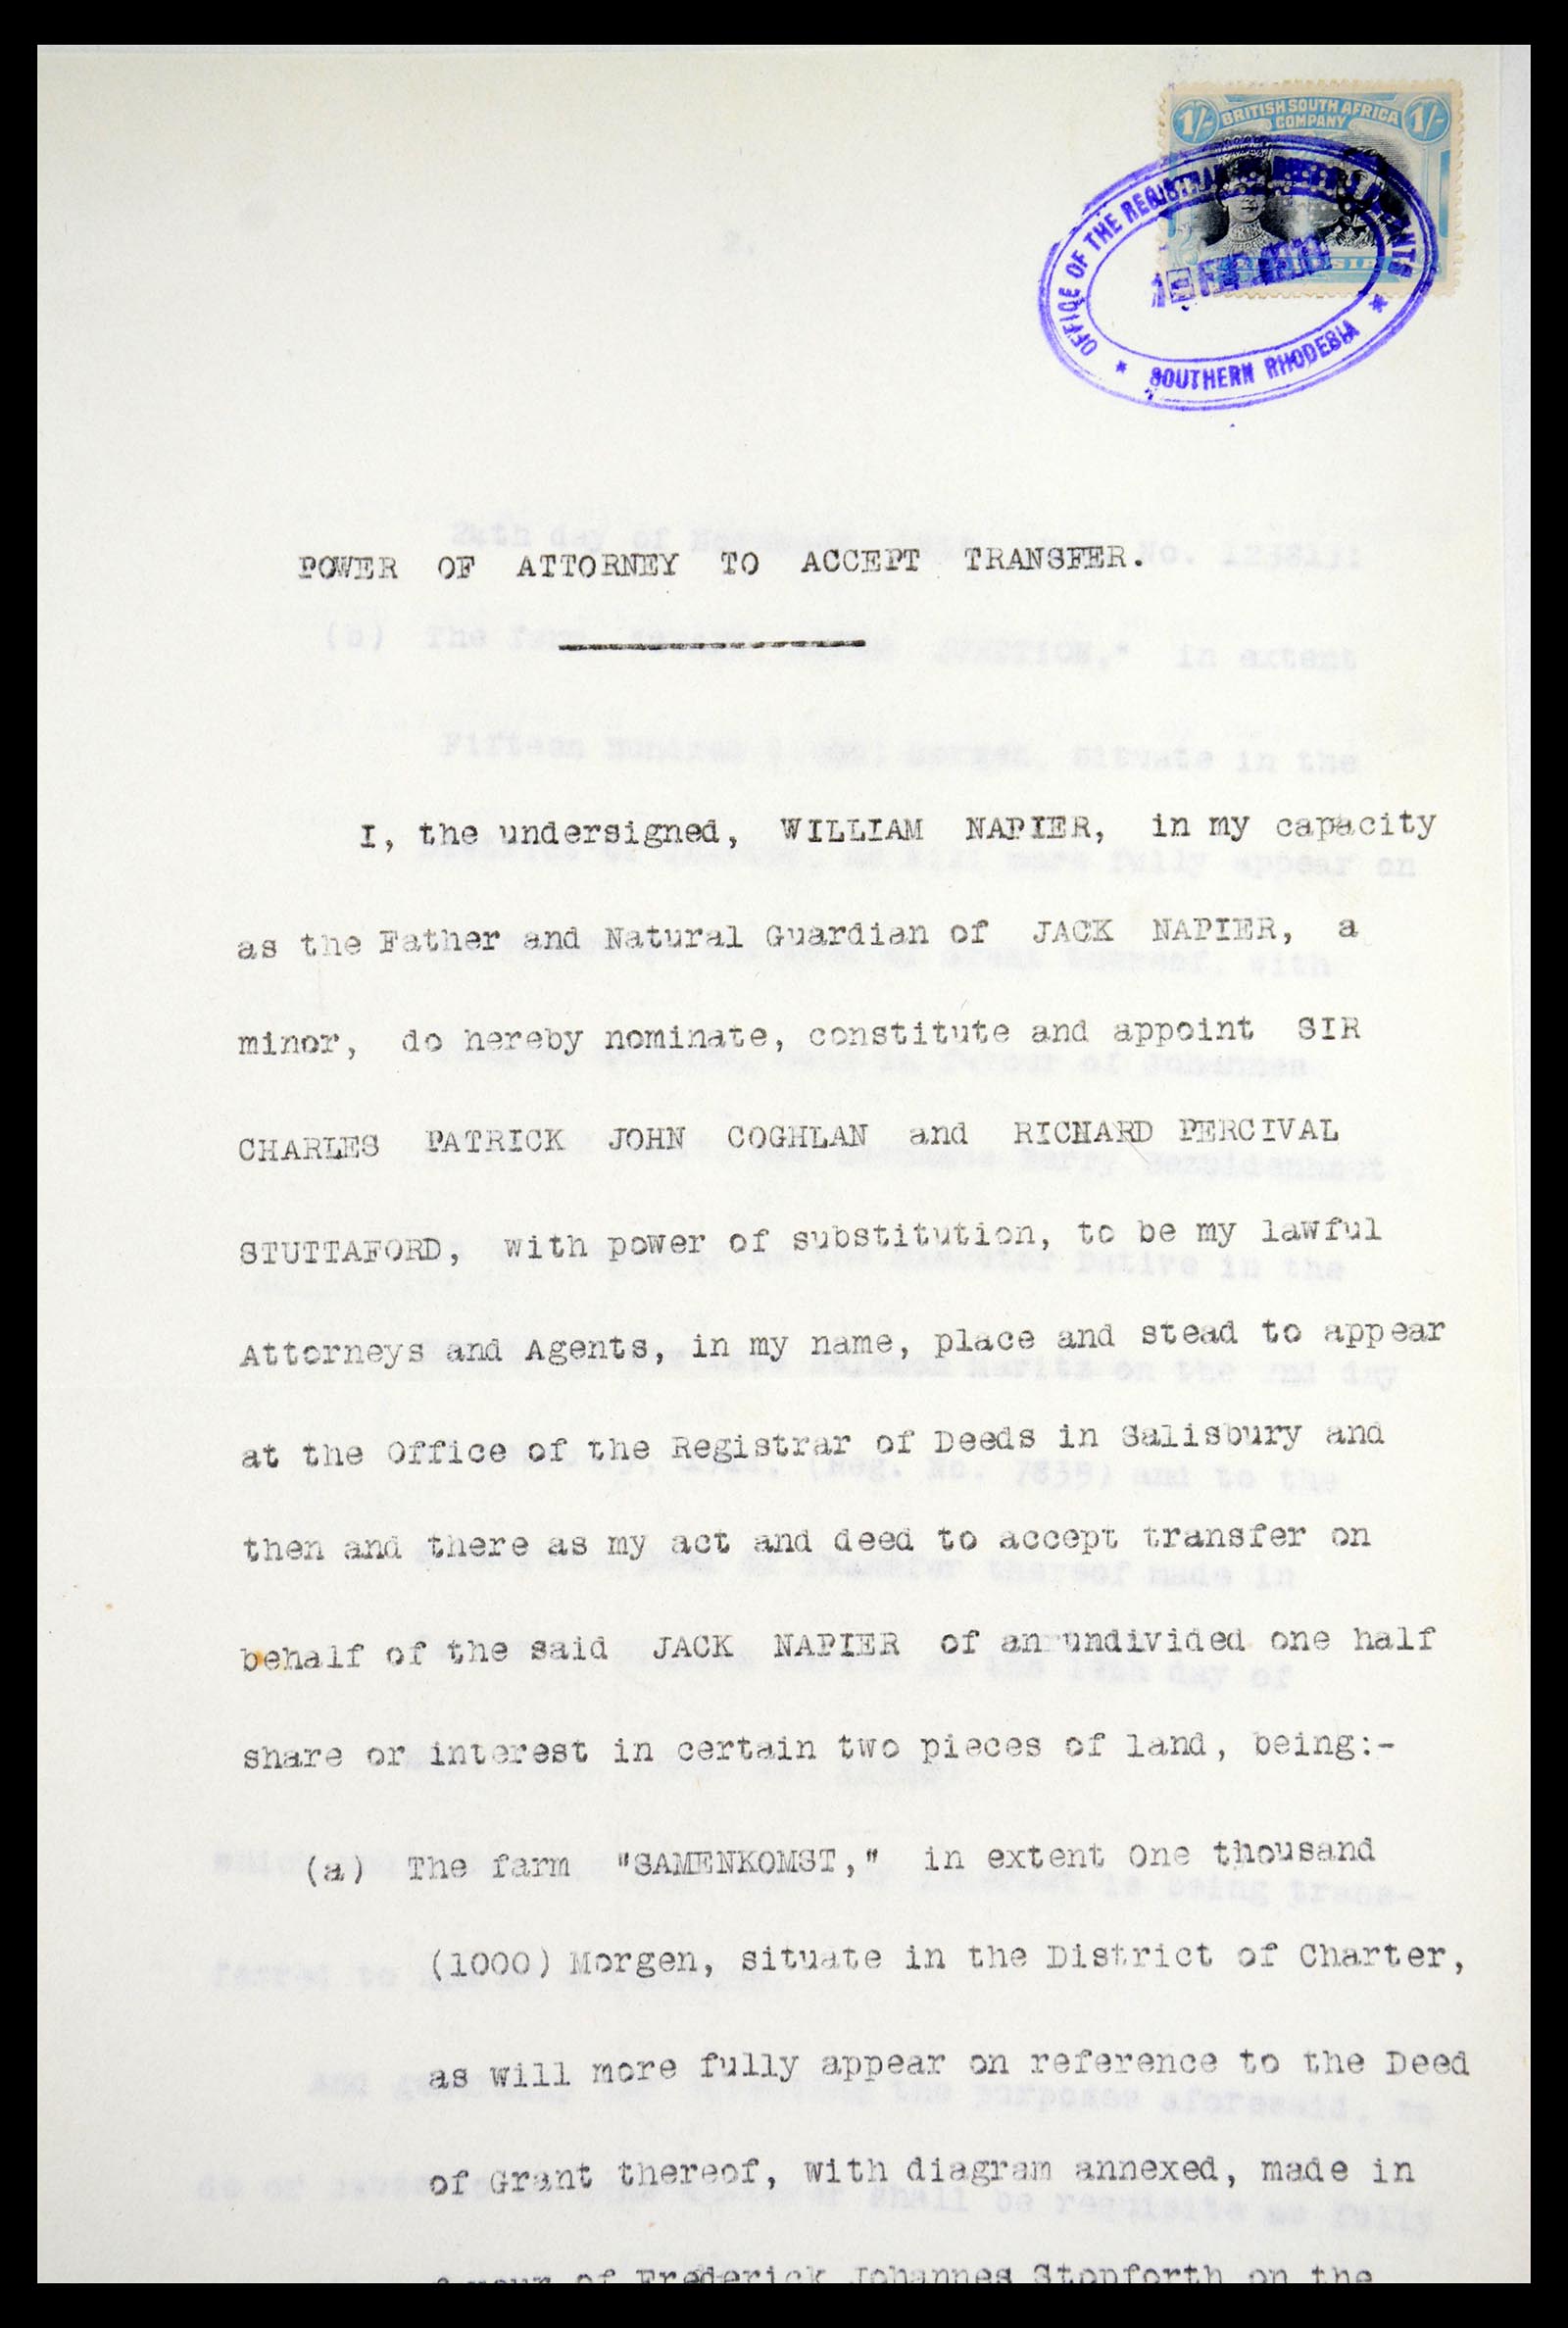 1/- BRITISH SOUTH AFRICA COMPANY 1/-
OFFICE OF THE REGISTRAR
SOUTHERN RHODESIA
POWER OF ATTORNEY TO ACCEPT TRANSFER.
I, the undersigned, WILLIAM NAPIER, in my capacity
as the Father and Natural Guardian of JACK NAPIER, a
minor, do hereby nominate, constitute and appoint SIR
CHARLES PATRICK JOHN COGHLAN and RICHARD PERCIVAL
STUTTAFORD, with power of substitution, to be my lawful
Attorneys and Agents, in my name, place and stead to appear
at the Office of the Registrar of Deeds in Salisbury and
then and there as my act and deed to accept transfer on
behalf of the said JACK NAPIER of an undivided one half
share or interest in certain two pieces of land, being:-
(a) The farm "SAMENKOMST," in extent One thousand
(1000) Morgen, situate in the District of Charter,
as will more fully appear on reference to the Deed
of Grant thereof, with diagram annexed, made in
favour of Frederick Johannes Stopforth on the